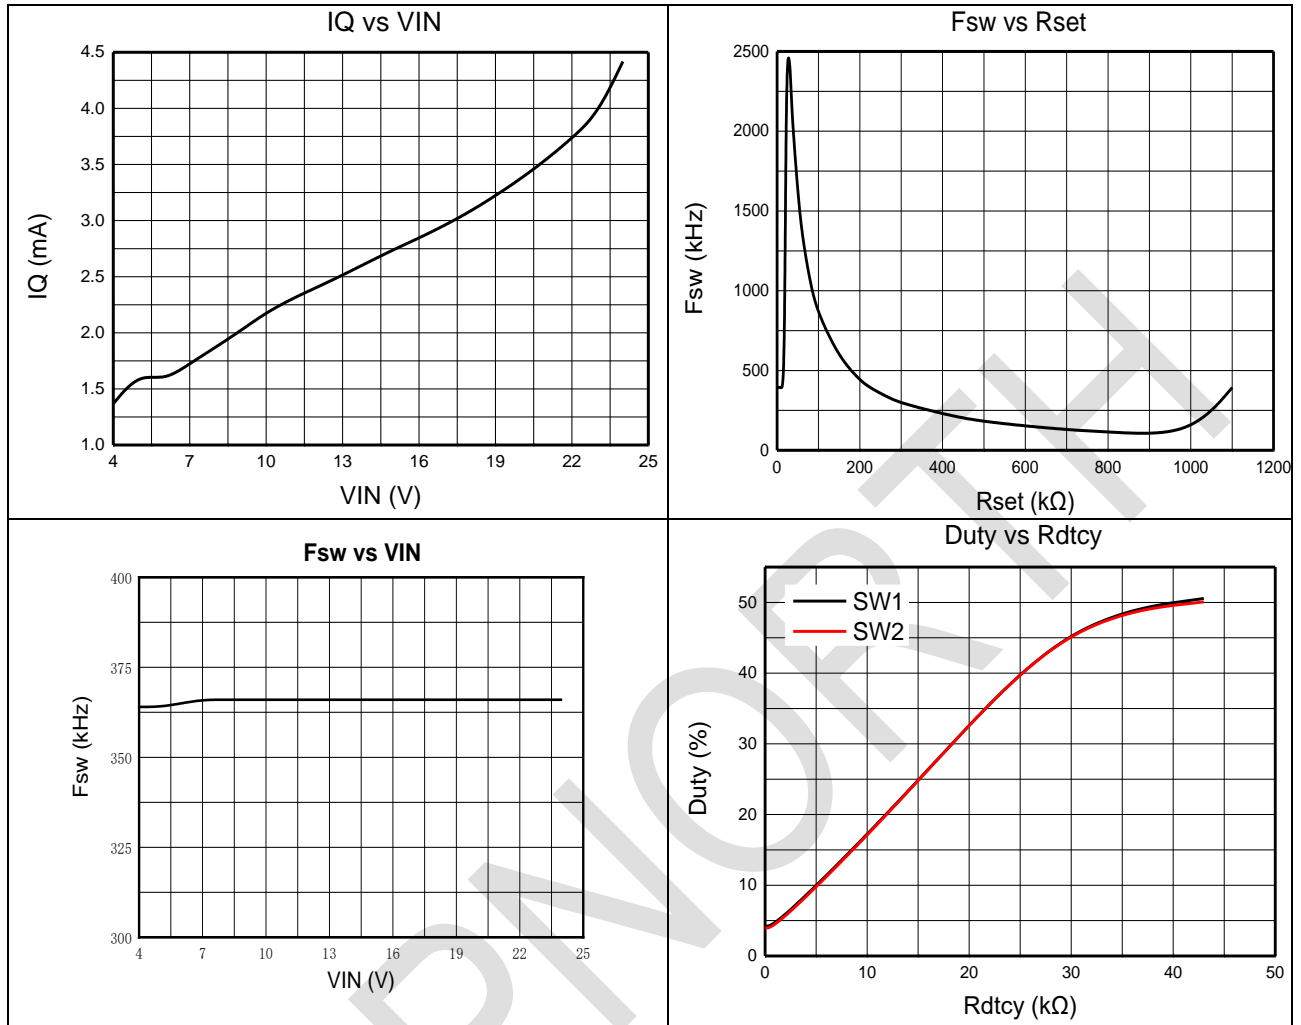 IQ vs VIN
4.5
4.0
3.5
3.0
2.5
2.0
1.5
1.0
IQ (mA)
4 7 10 13 16 19 22 25
VIN (V)
Fsw vs Rset
2500
2000
1500
1000
500
0
Fsw (kHz)
0 200 400 600 800 1000 1200
Rset (kΩ)
Fsw vs VIN
400
375
350
325
300
Fsw (kHz)
4 7 10 13 16 19 22 25
VIN (V)
Duty vs Rdtcy
SW1
SW2
50
40
30
20
10
0
Duty (%)
0 10 20 30 40 50
Rdtcy (kΩ)
PNORTH